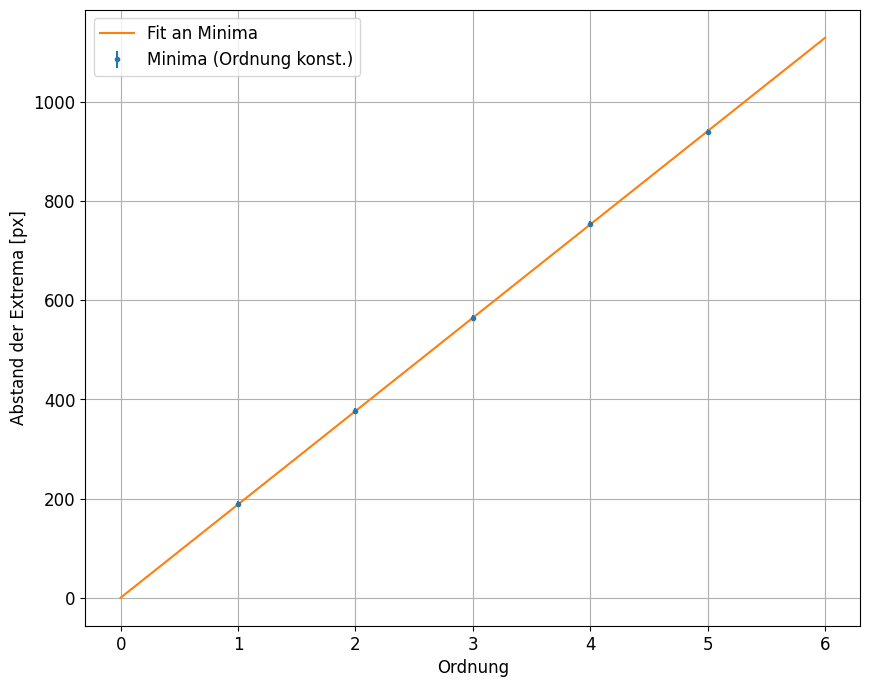 Fit an Minima
Minima (Ordnung konst.)
Abstand der Extrema [px]
1000
800
600
400
200
0
0 1 2 3 4 5 6
Ordnung